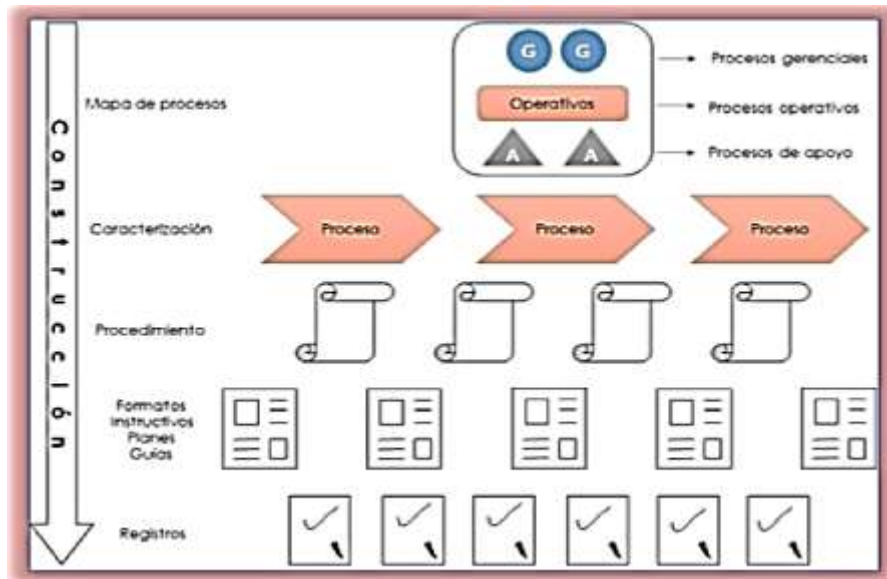 Construcción
G G
Procesos gerenciales
Mapa de procesos
Operativos
Procesos operativos
A A
Procesos de apoyo
Caracterización
Proceso Proceso Proceso
Procedimiento
Formatos
Instructivos
Planes
Guías
Registros